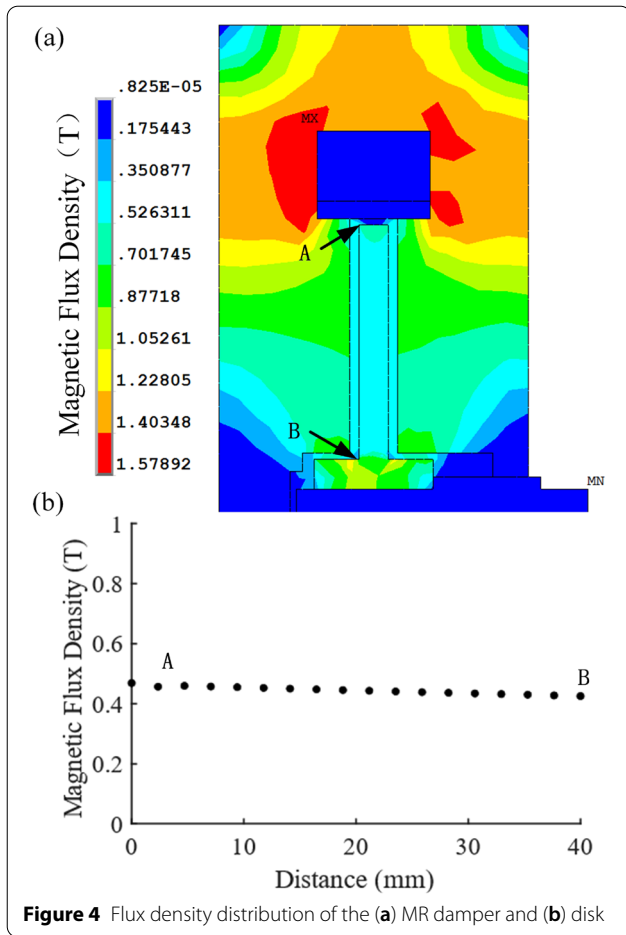 (a)
Magnetic Flux Density (T)
.825E-05
.175443
.350877
.526311
.701745
.87718
1.05261
1.22805
1.40348
1.57892
MX
A
B
MN
(b)
Magnetic Flux Density (T)
1
0.8
0.6
0.4
0.2
0
A
B
0 10 20 30 40
Distance (mm)
Figure 4 Flux density distribution of the (a) MR damper and (b) disk